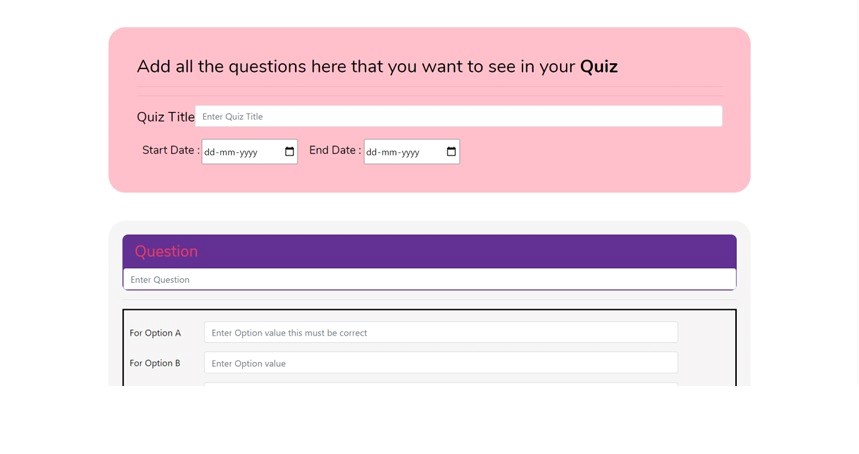 Add all the questions here that you want to see in your Quiz
Quiz Title Enter Quiz Title
Start Date : dd-mm-yyyy End Date : dd-mm-yyyy
Question
Enter Question
For Option A Enter Option value this must be correct
For Option B Enter Option value